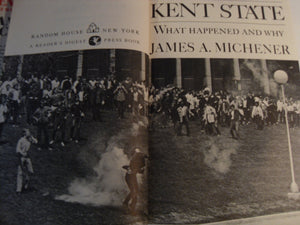 RANDOM HOUSE NEW YORK
A READER'S DIGEST PRESS BOOK
KENT STATE
WHAT HAPPENED AND WHY
JAMES A. MICHENER